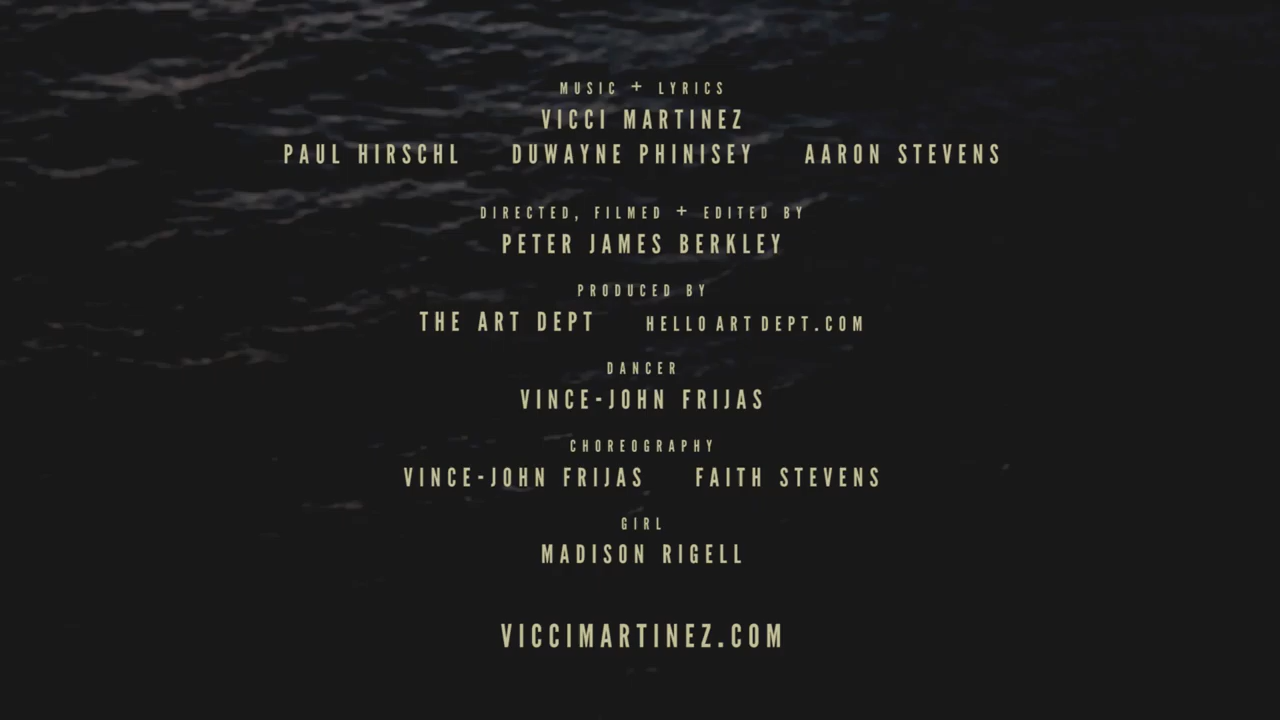 MUSIC + LYRICS
VICCI MARTINEZ
PAUL HIRSCHL DUWAYNE PHINISEY AARON STEVENS
DIRECTED, FILMED + EDITED BY
PETER JAMES BERKLEY
PRODUCED BY
THE ART DEPT HELLOARTDEPT.COM
DANCER
VINCE-JOHN FRIJAS
CHOREOGRAPHY
VINCE-JOHN FRIJAS FAITH STEVENS
GIRL
MADISON RIGELL
VICCIMARTINEZ.COM